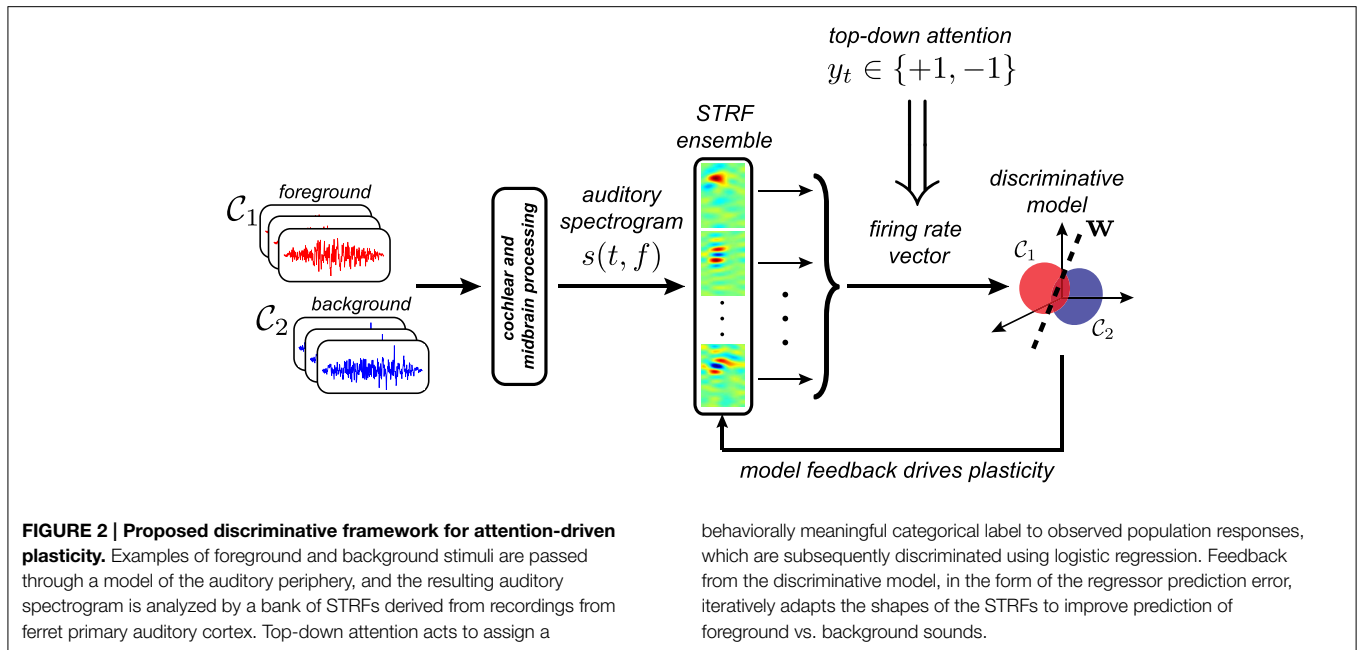 top-down attention
y_t ∈ {+1, −1}
STRF
ensemble
foreground
C_1
background
C_2
cochlear and
midbrain processing
auditory
spectrogram
s(t, f)
firing rate
vector
discriminative
model
w
C_1
C_2
model feedback drives plasticity
FIGURE 2 | Proposed discriminative framework for attention-driven
plasticity. Examples of foreground and background stimuli are passed
through a model of the auditory periphery, and the resulting auditory
spectrogram is analyzed by a bank of STRFs derived from recordings from
ferret primary auditory cortex. Top-down attention acts to assign a
behaviorally meaningful categorical label to observed population responses,
which are subsequently discriminated using logistic regression. Feedback
from the discriminative model, in the form of the regressor prediction error,
iteratively adapts the shapes of the STRFs to improve prediction of
foreground vs. background sounds.